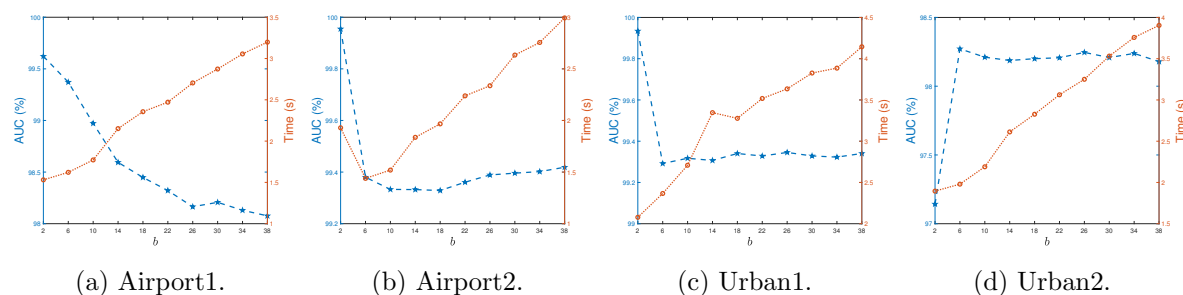 100
99.5
99
98.5
98
AUC (%)
3.5
3
2.5
2
1.5
1
Time (s)
2 6 10 14 18 22 26 30 34 38
b
(a) Airport1.
100
99.8
99.6
99.4
99.2
AUC (%)
3
2.5
2
1.5
1
Time (s)
2 6 10 14 18 22 26 30 34 38
b
(b) Airport2.
100
99.8
99.6
99.4
99.2
99
AUC (%)
4.5
4
3.5
3
2.5
2
Time (s)
2 6 10 14 18 22 26 30 34 38
b
(c) Urban1.
98.5
98
97.5
97
AUC (%)
4
3.5
3
2.5
2
1.5
Time (s)
2 6 10 14 18 22 26 30 34 38
b
(d) Urban2.